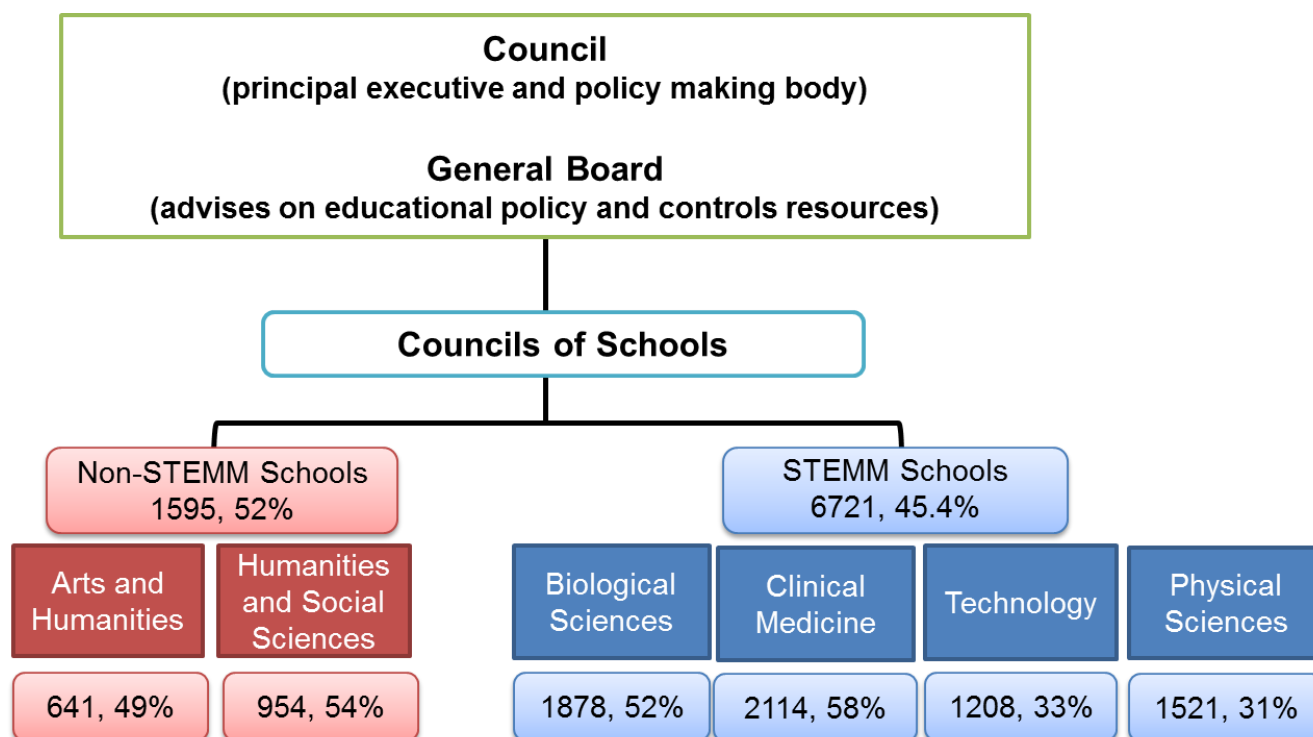 Council
(principal executive and policy making body)
General Board
(advises on educational policy and controls resources)
Councils of Schools
Non-STEMM Schools
1595, 52%
STEMM Schools
6721, 45.4%
Arts and
Humanities
Humanities
and Social
Sciences
Biological
Sciences
Clinical
Medicine
Technology
Physical
Sciences
641, 49%
954, 54%
1878, 52%
2114, 58%
1208, 33%
1521, 31%